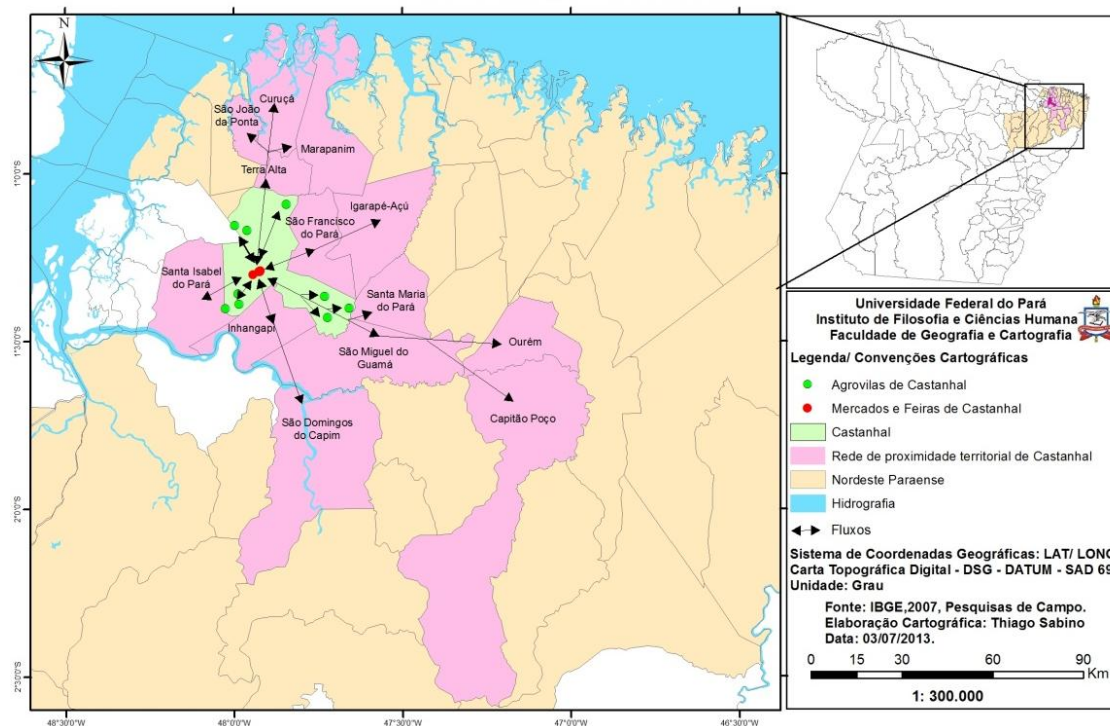 N
Curuçá
São João
da Ponta
Marapanim
Terra Alta
Igarapé-Açú
São Francisco
do Pará
Santa Isabel
do Pará
Santa Maria
do Pará
Inhangapi
São Miguel do
Guamá
Ourém
Capitão Poço
São Domingos
do Capim
1°0'0"S
1°30'0"S
2°0'0"S
2°30'0"S
48°30'0"W
48°0'0"W
47°30'0"W
47°0'0"W
46°30'0"W
Universidade Federal do Pará
Instituto de Filosofia e Ciências Humana
Faculdade de Geografia e Cartografia
Legenda/ Convenções Cartográficas
Agrovilas de Castanhal
Mercados e Feiras de Castanhal
Castanhal
Rede de proximidade territorial de Castanhal
Nordeste Paraense
Hidrografia
Fluxos
Sistema de Coordenadas Geográficas: LAT/ LONG
Carta Topográfica Digital - DSG - DATUM - SAD 69
Unidade: Grau
Fonte: IBGE,2007, Pesquisas de Campo.
Elaboração Cartográfica: Thiago Sabino
Data: 03/07/2013.
0 15 30 60 90
Km
1: 300.000